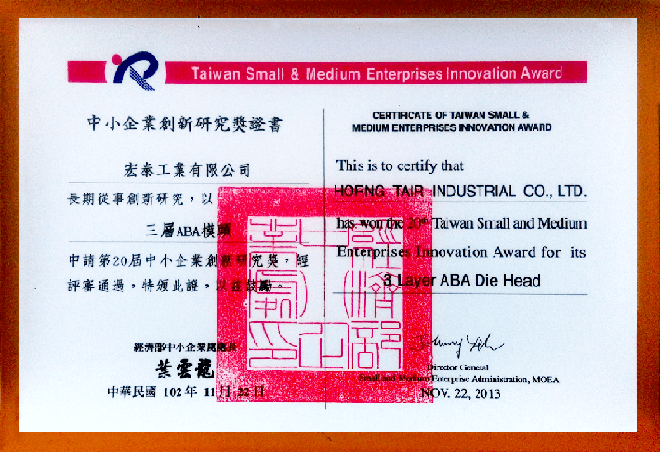 Taiwan Small & Medium Enterprises Innovation Award
中小企業創新研究獎證書
宏泰工業有限公司
長期從事創新研究，以
三層ABA模頭
申請第20屆中小企業創新研究獎，經
評審通過，特頒此證，以茲鼓勵。
經濟部中小企業處處長
葉雲龍
中華民國 102 年 11 月 22 日
CERTIFICATE OF TAIWAN SMALL &
MEDIUM ENTERPRISES INNOVATION AWARD
This is to certify that
HORNG TAIR INDUSTRIAL CO., LTD.
has won the 20th Taiwan Small and Medium
Enterprises Innovation Award for its
3 Layer ABA Die Head
Director General
Small and Medium Enterprise Administration, MOEA
NOV. 22, 2013